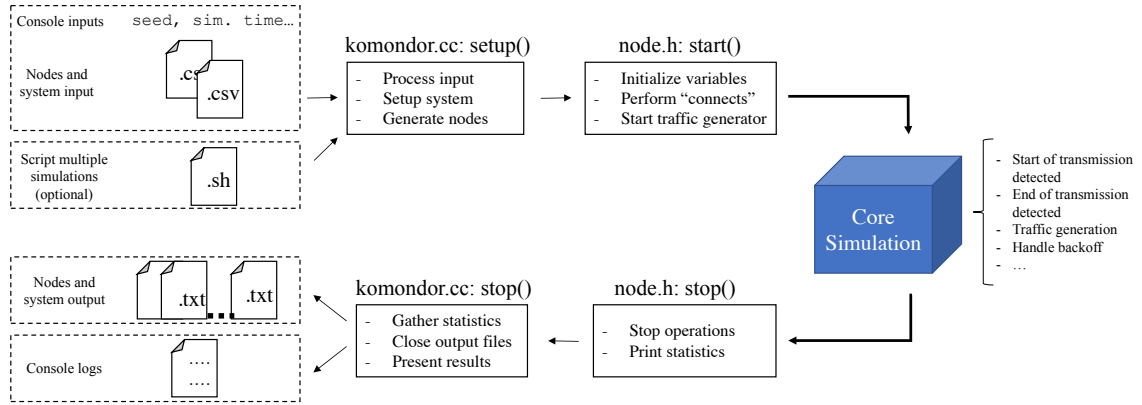 Console inputs
seed, sim. time…
Nodes and
system input
.cs
.csv
Script multiple
simulations
(optional)
.sh
komondor.cc: setup()
- Process input
- Setup system
- Generate nodes
node.h: start()
- Initialize variables
- Perform “connects”
- Start traffic generator
Core
Simulation
- Start of transmission
detected
- End of transmission
detected
- Traffic generation
- Handle backoff
- …
node.h: stop()
- Stop operations
- Print statistics
komondor.cc: stop()
- Gather statistics
- Close output files
- Present results
Nodes and
system output
.txt
...
.txt
Console logs
….
….